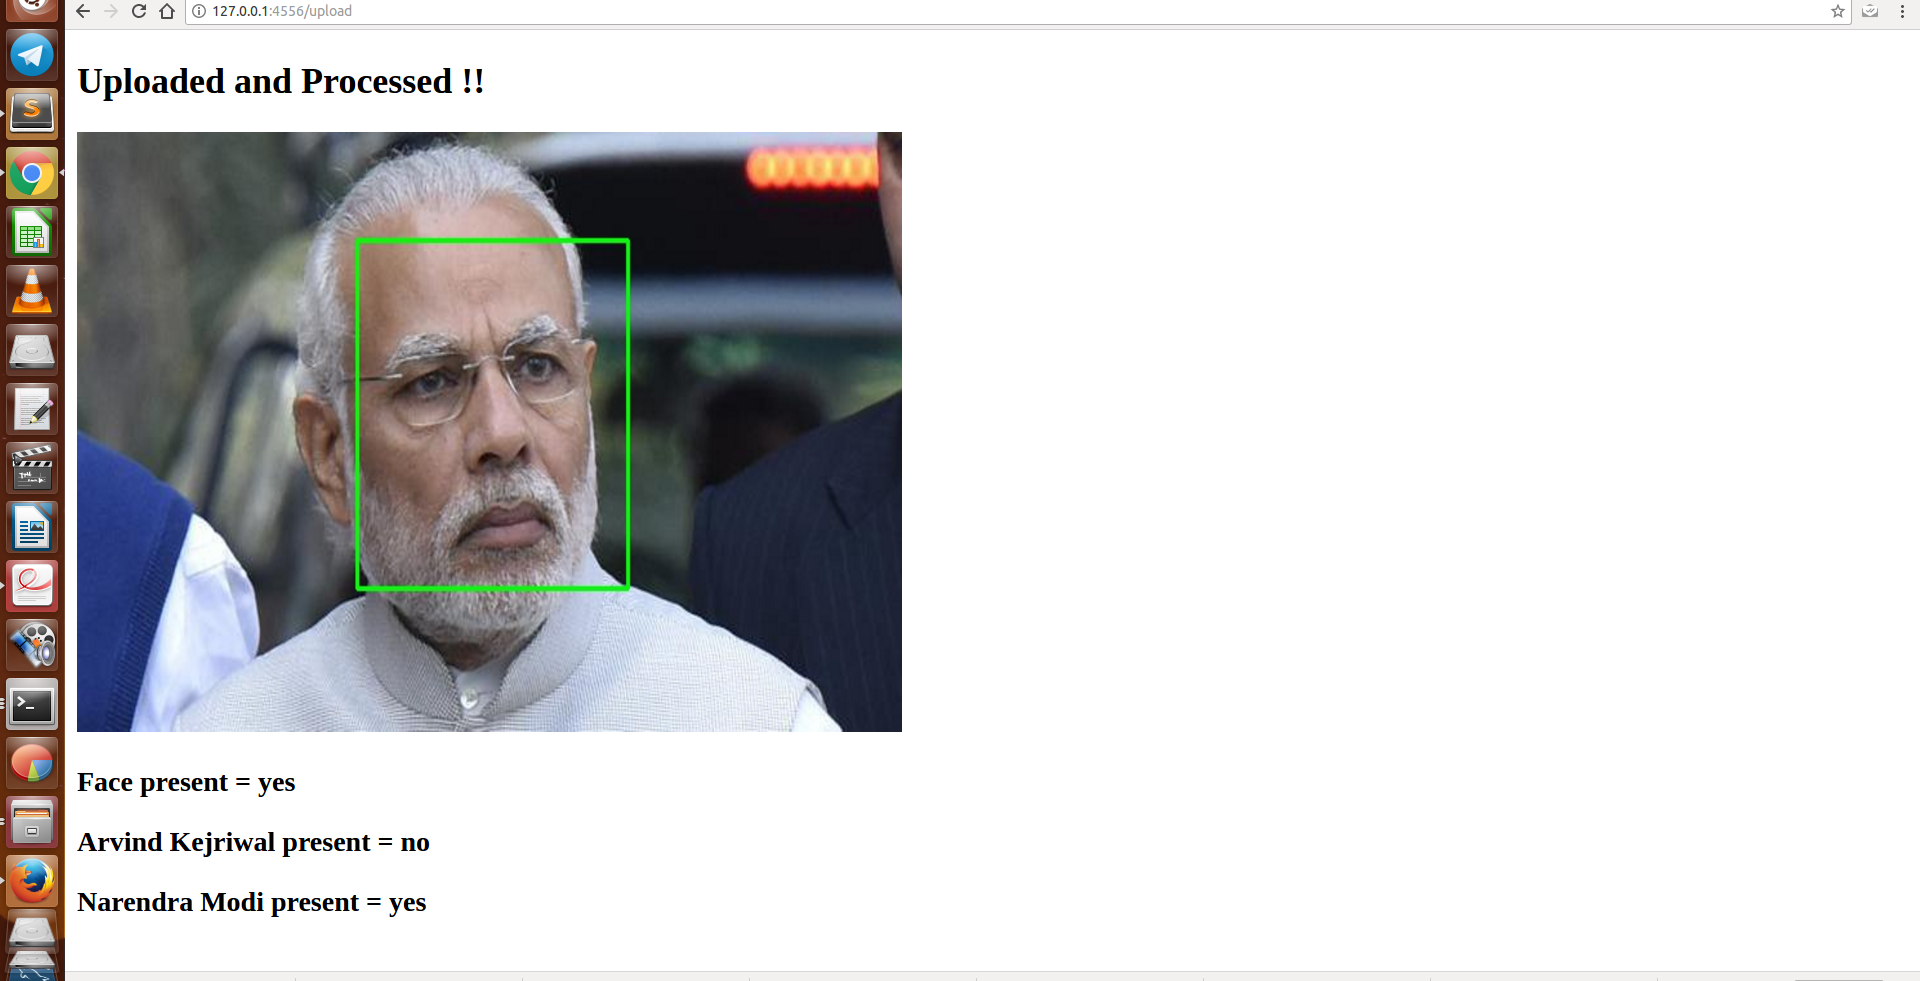 127.0.0.1:4556/upload
Uploaded and Processed !!
Face present = yes
Arvind Kejriwal present = no
Narendra Modi present = yes